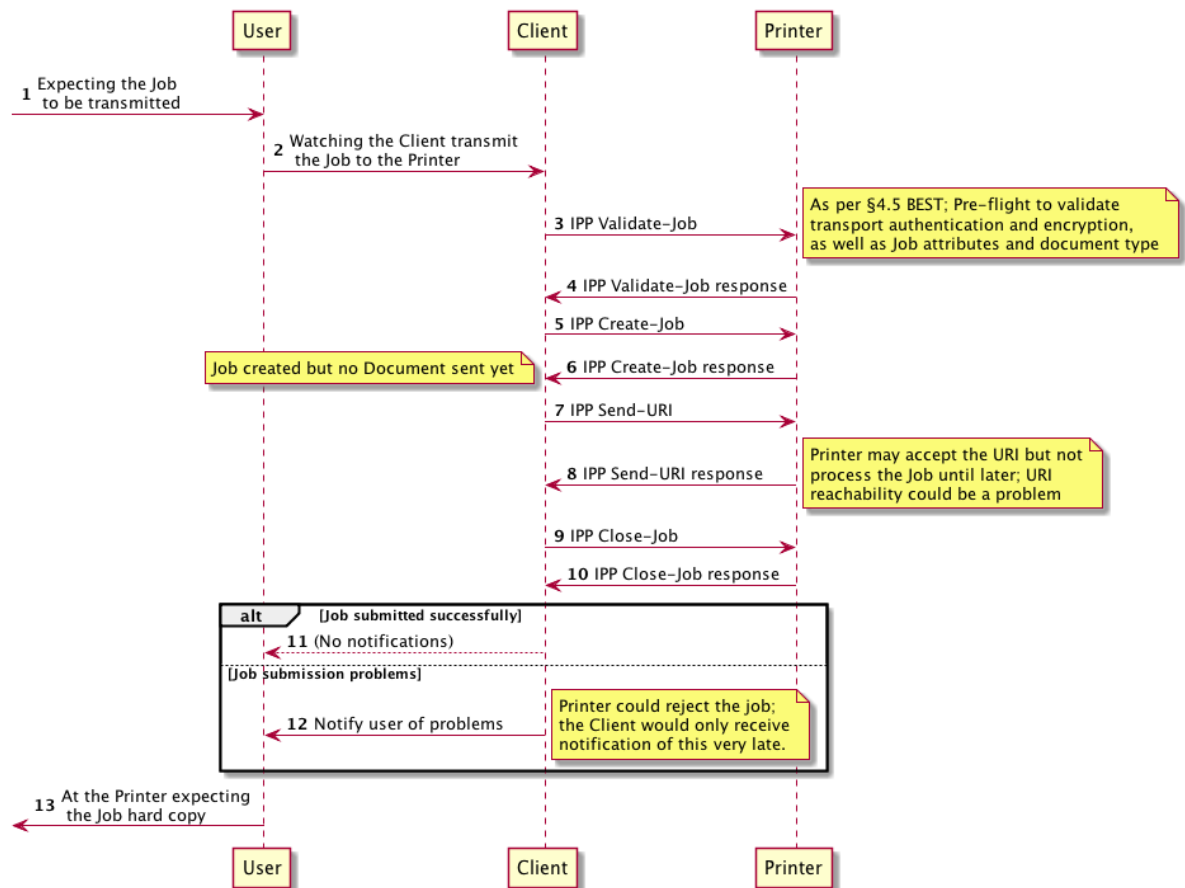 User
Client
Printer
1 Expecting the Job
to be transmitted
2 Watching the Client transmit
the Job to the Printer
3 IPP Validate-Job
As per §4.5 BEST; Pre-flight to validate
transport authentication and encryption,
as well as Job attributes and document type
4 IPP Validate-Job response
5 IPP Create-Job
Job created but no Document sent yet
6 IPP Create-Job response
7 IPP Send-URI
8 IPP Send-URI response
Printer may accept the URI but not
process the Job until later; URI
reachability could be a problem
9 IPP Close-Job
10 IPP Close-Job response
alt [Job submitted successfully]
11 (No notifications)
[Job submission problems]
12 Notify user of problems
Printer could reject the job;
the Client would only receive
notification of this very late.
13 At the Printer expecting
the Job hard copy
User
Client
Printer